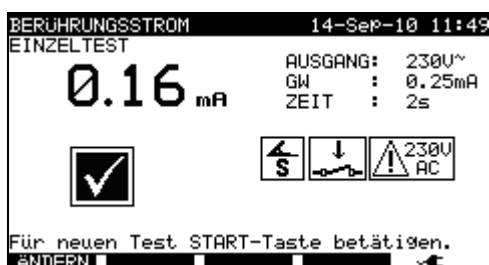 BERÜHRUNGSSTROM 14-Sep-10 11:49
EINZELTEST
0.16 mA
AUSGANG: 230V~
GW : 0.25mA
ZEIT : 2s
S
230V
AC
Für neuen Test START-Taste betätigen.
ÄNDERN